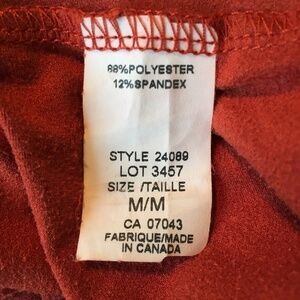 88%POLYESTER
12%SPANDEX
STYLE 24089
LOT 3457
SIZE /TAILLE
M/M
CA 07043
FABRIQUE/MADE
IN CANADA